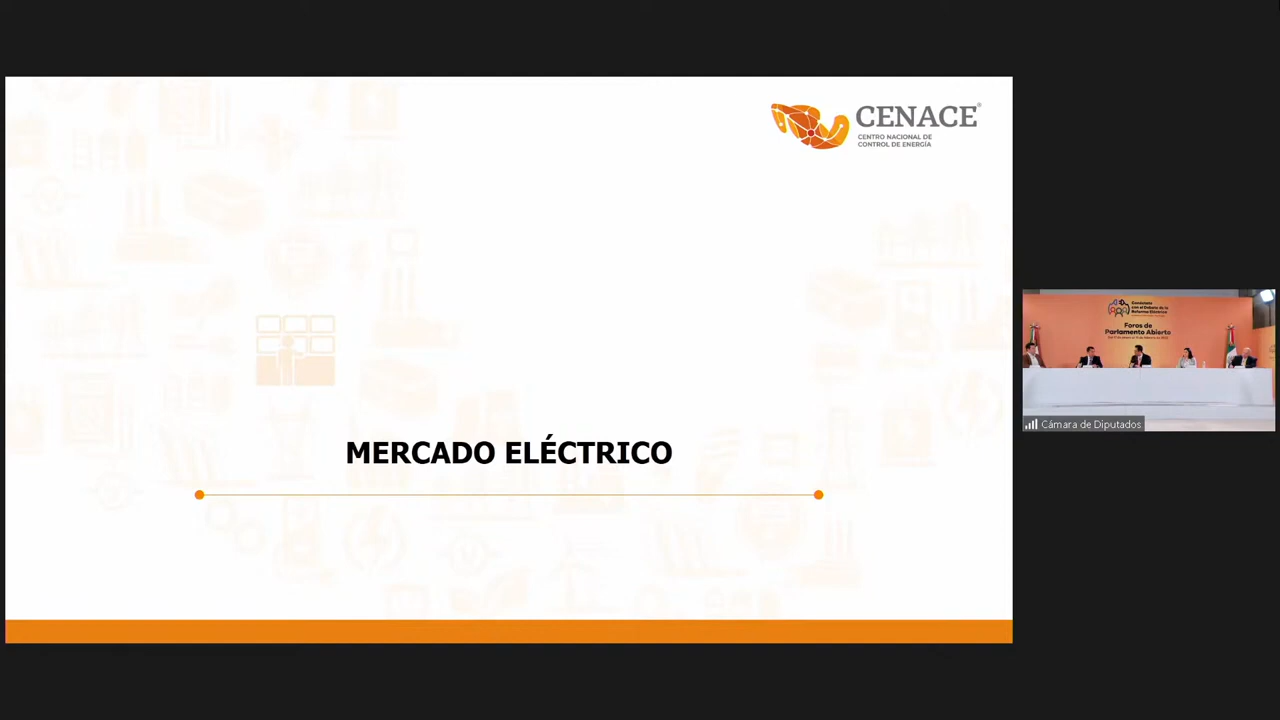 CENACE
CENTRO NACIONAL DE
CONTROL DE ENERGÍA
MERCADO ELÉCTRICO
Foros de
Parlamento Abierto
Cámara de Diputados